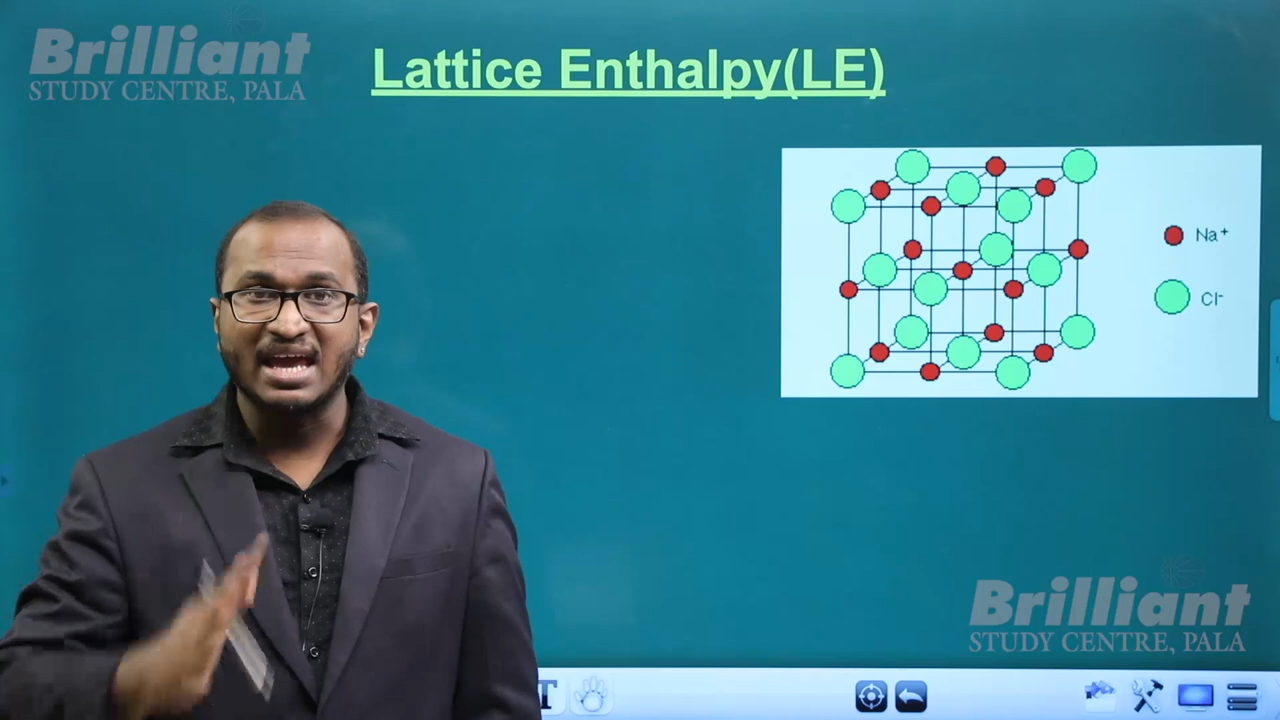 Brilliant
STUDY CENTRE, PALA
Lattice Enthalpy(LE)
Na⁺
Cl⁻
T
Brilliant
STUDY CENTRE, PALA